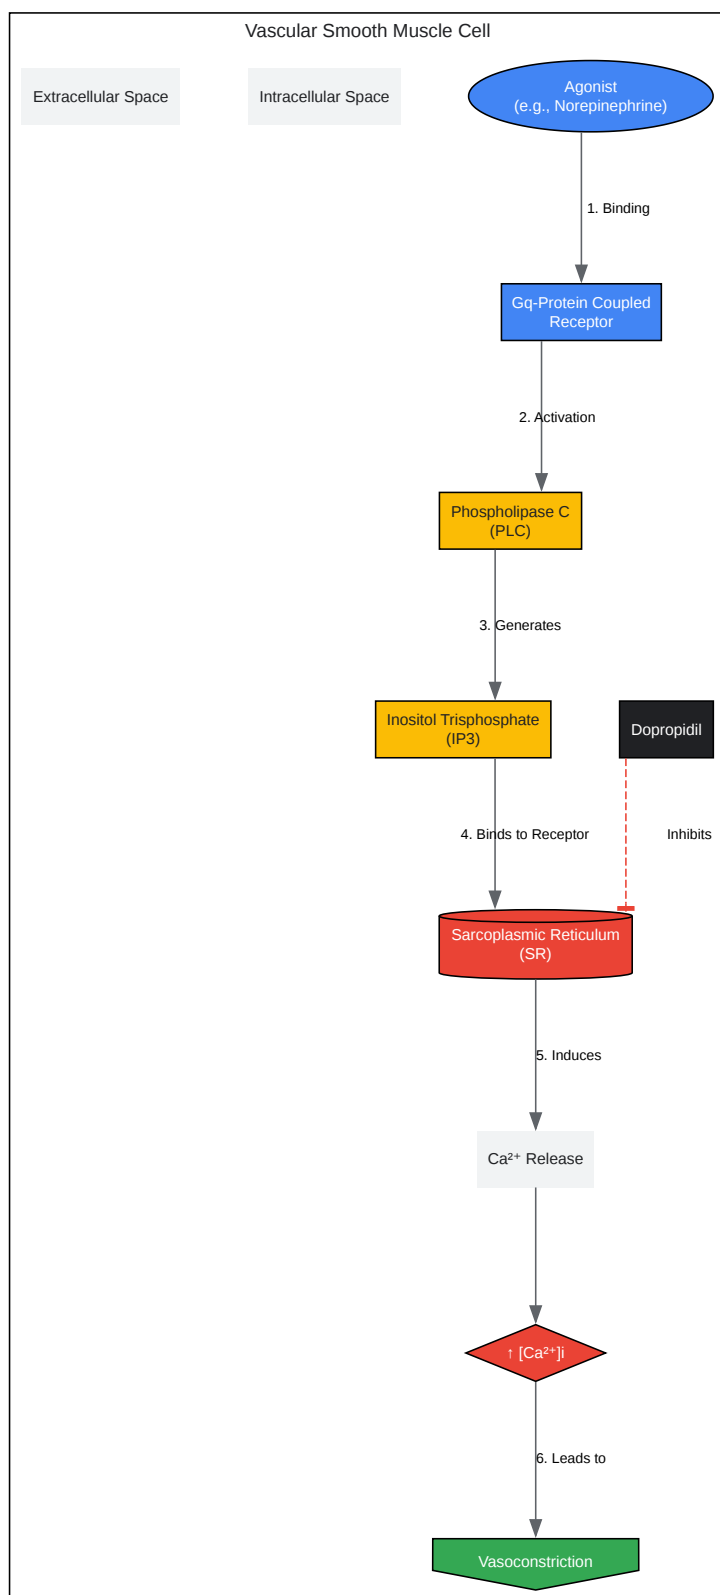 Vascular Smooth Muscle Cell
Extracellular Space
Intracellular Space
Agonist
(e.g., Norepinephrine)
1. Binding
Gq-Protein Coupled
Receptor
2. Activation
Phospholipase C
(PLC)
3. Generates
Inositol Trisphosphate
(IP3)
Dopropidil
4. Binds to Receptor
Inhibits
Sarcoplasmic Reticulum
(SR)
5. Induces
Ca²⁺ Release
↑ [Ca²⁺]i
6. Leads to
Vasoconstriction